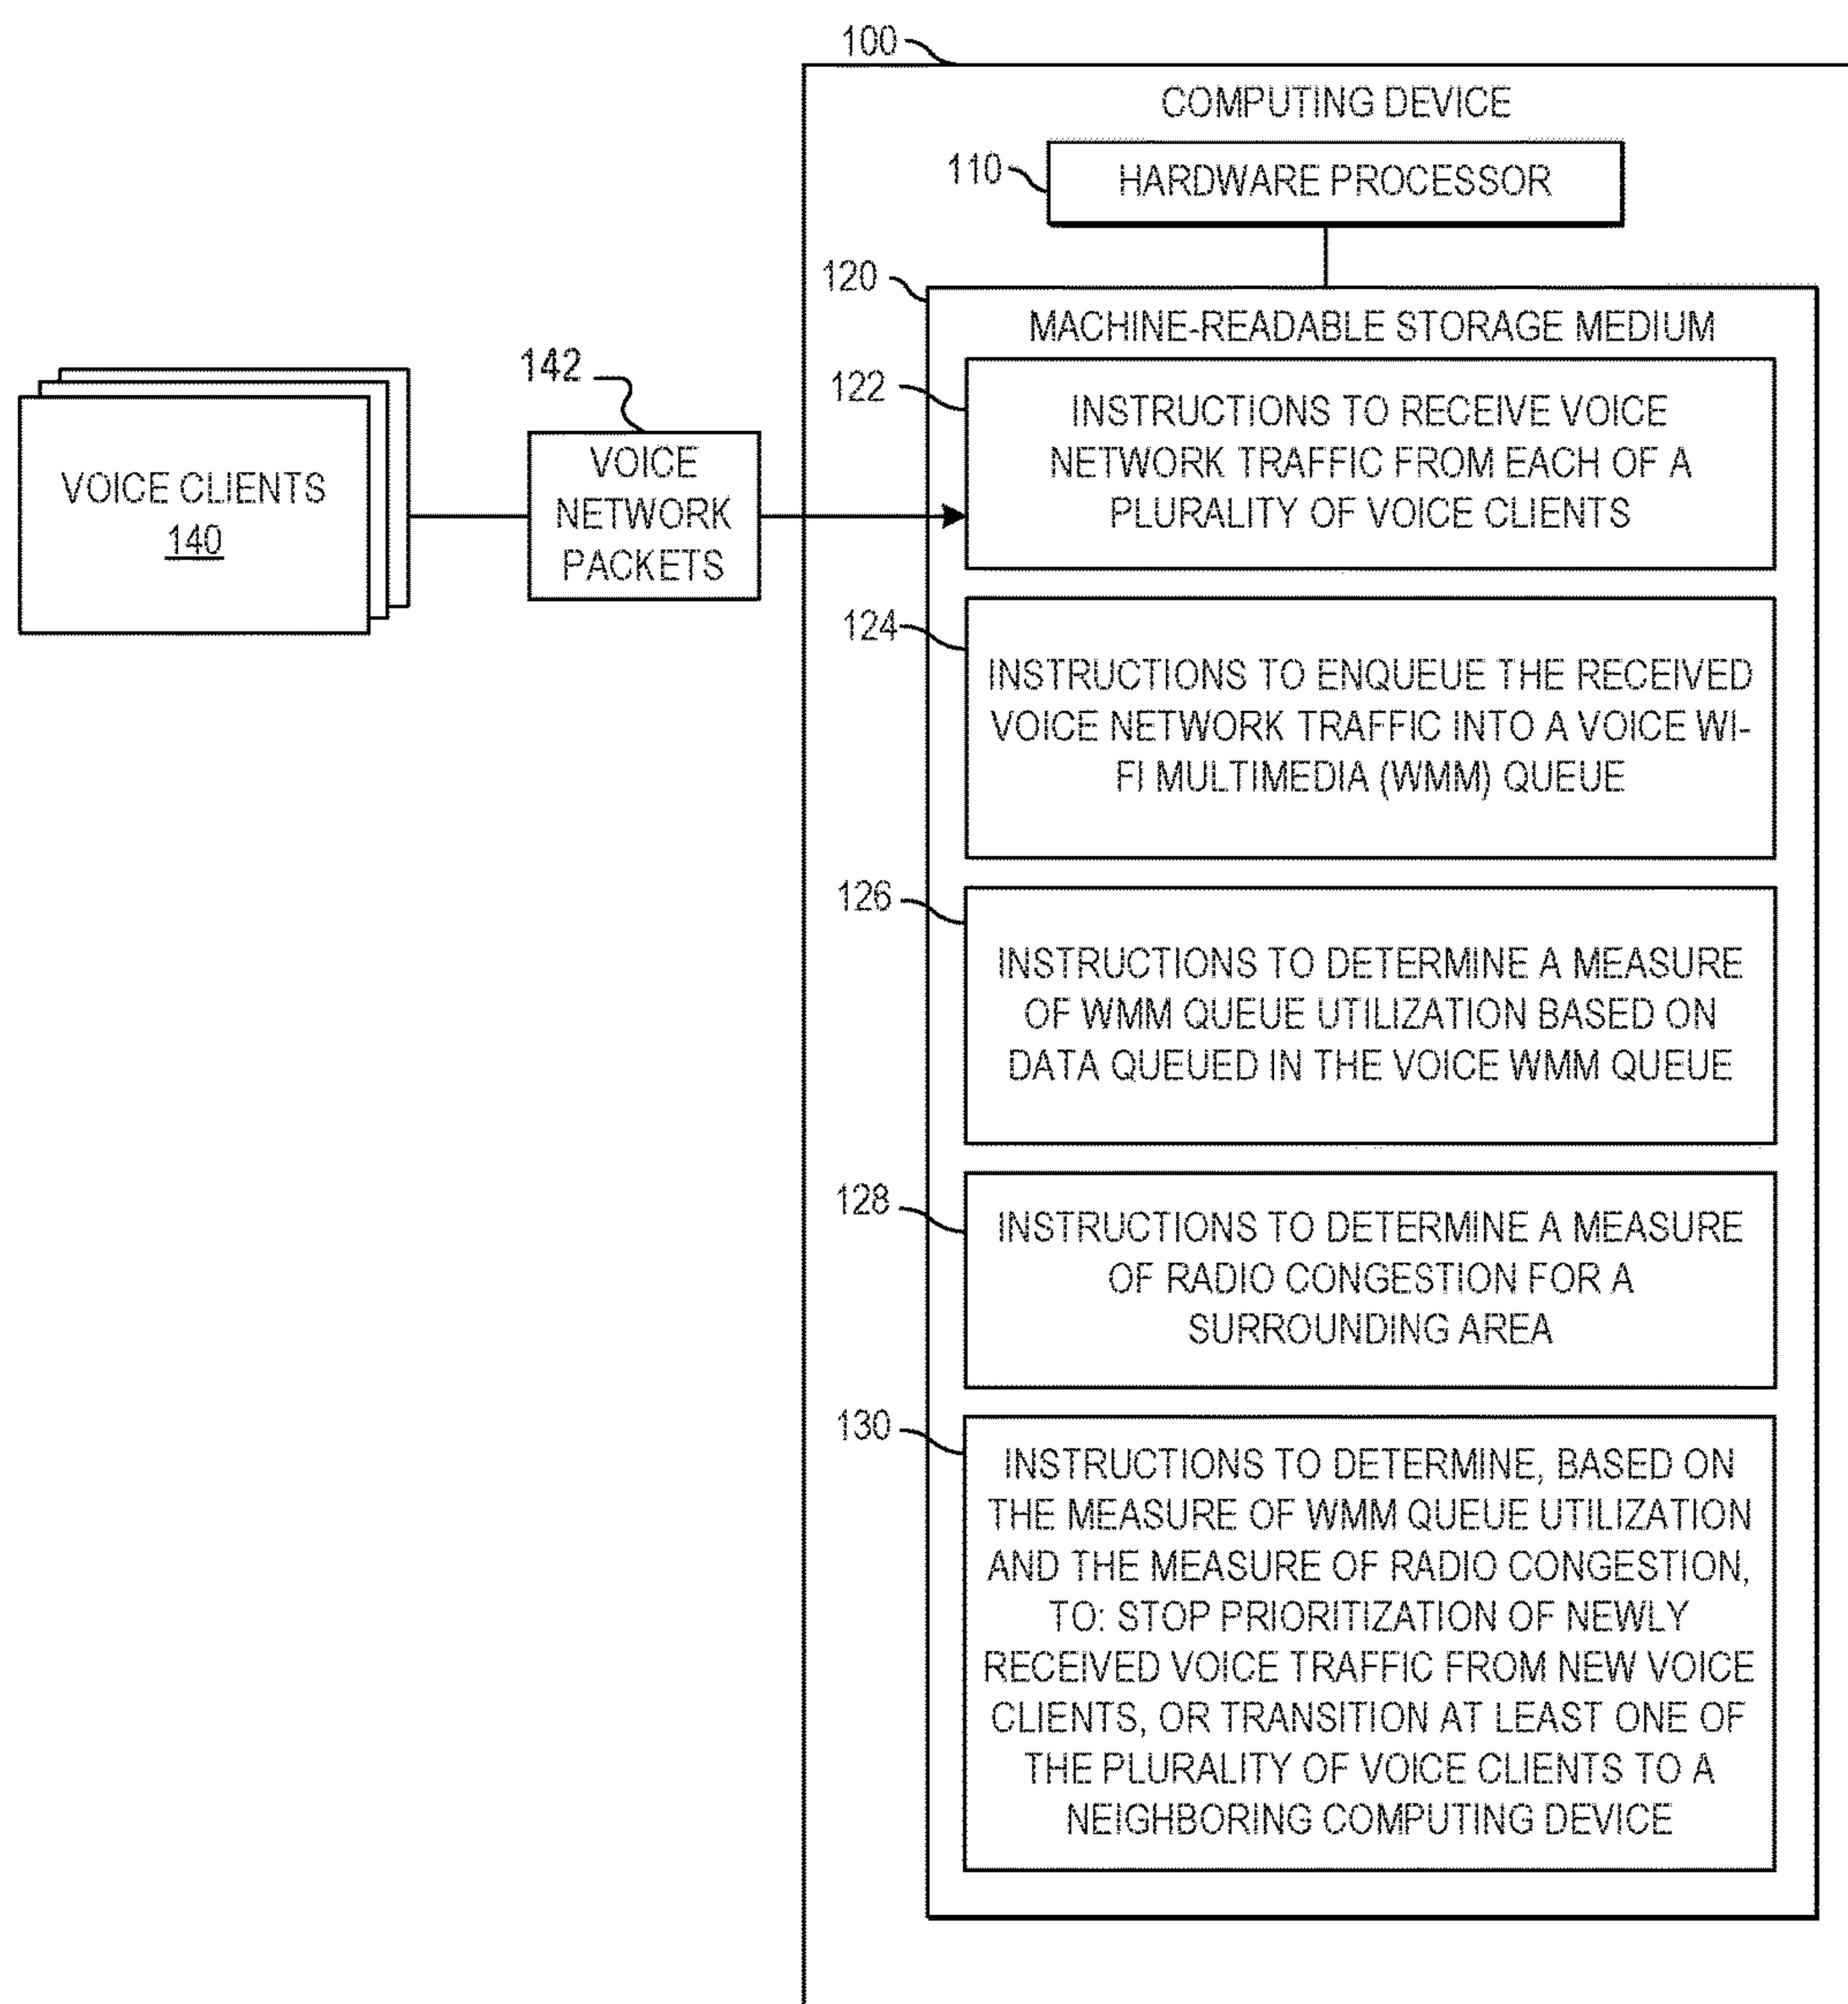 100
COMPUTING DEVICE
110
HARDWARE PROCESSOR
120
MACHINE-READABLE STORAGE MEDIUM
142
VOICE CLIENTS
140
VOICE
NETWORK
PACKETS
122
INSTRUCTIONS TO RECEIVE VOICE
NETWORK TRAFFIC FROM EACH OF A
PLURALITY OF VOICE CLIENTS
124
INSTRUCTIONS TO ENQUEUE THE RECEIVED
VOICE NETWORK TRAFFIC INTO A VOICE WI-
FI MULTIMEDIA (WMM) QUEUE
126
INSTRUCTIONS TO DETERMINE A MEASURE
OF WMM QUEUE UTILIZATION BASED ON
DATA QUEUED IN THE VOICE WMM QUEUE
128
INSTRUCTIONS TO DETERMINE A MEASURE
OF RADIO CONGESTION FOR A
SURROUNDING AREA
130
INSTRUCTIONS TO DETERMINE, BASED ON
THE MEASURE OF WMM QUEUE UTILIZATION
AND THE MEASURE OF RADIO CONGESTION,
TO: STOP PRIORITIZATION OF NEWLY
RECEIVED VOICE TRAFFIC FROM NEW VOICE
CLIENTS, OR TRANSITION AT LEAST ONE OF
THE PLURALITY OF VOICE CLIENTS TO A
NEIGHBORING COMPUTING DEVICE